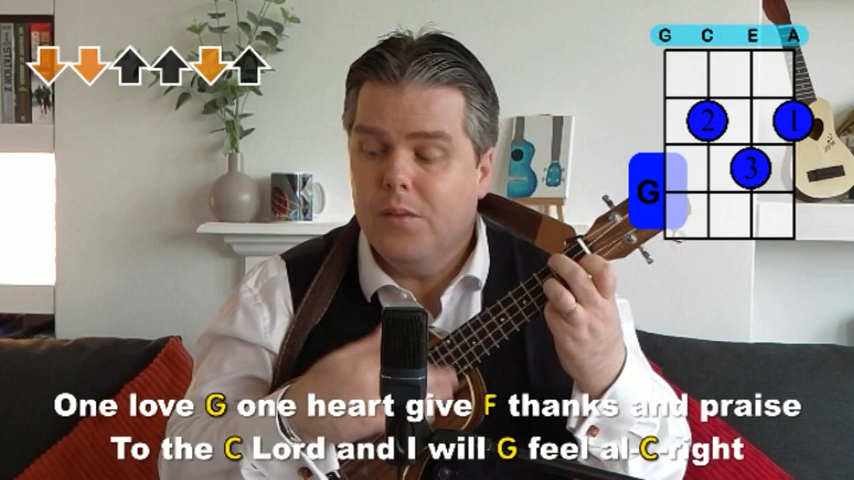 G C E A
2 1
3
G
One love G one heart give F thanks and praise
To the C Lord and I will G feel al-C-right